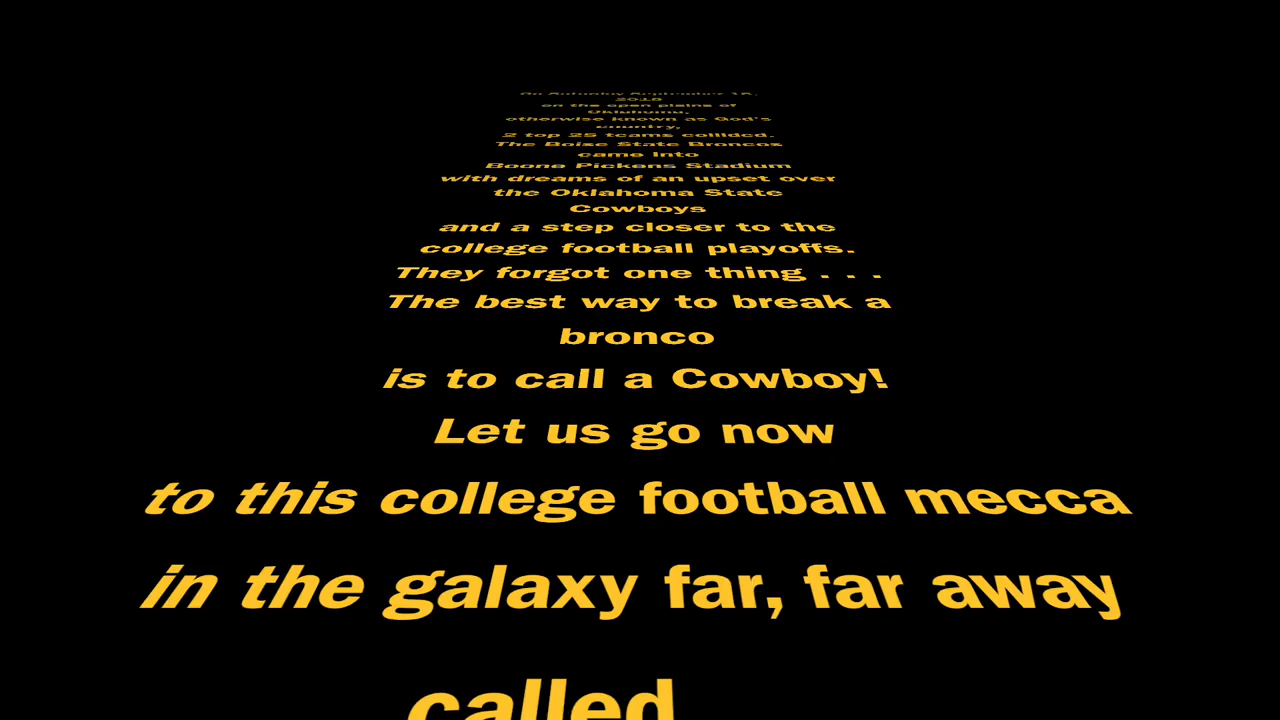 on the open plains of
Oklahoma,
otherwise known as God's
country,
2 top 25 teams collided.
The Boise State Broncos
came into
Boone Pickens Stadium
with dreams of an upset over
the Oklahoma State
Cowboys
and a step closer to the
college football playoffs.
They forgot one thing . . .
The best way to break a
bronco
is to call a Cowboy!
Let us go now
to this college football mecca
in the galaxy far, far away
called